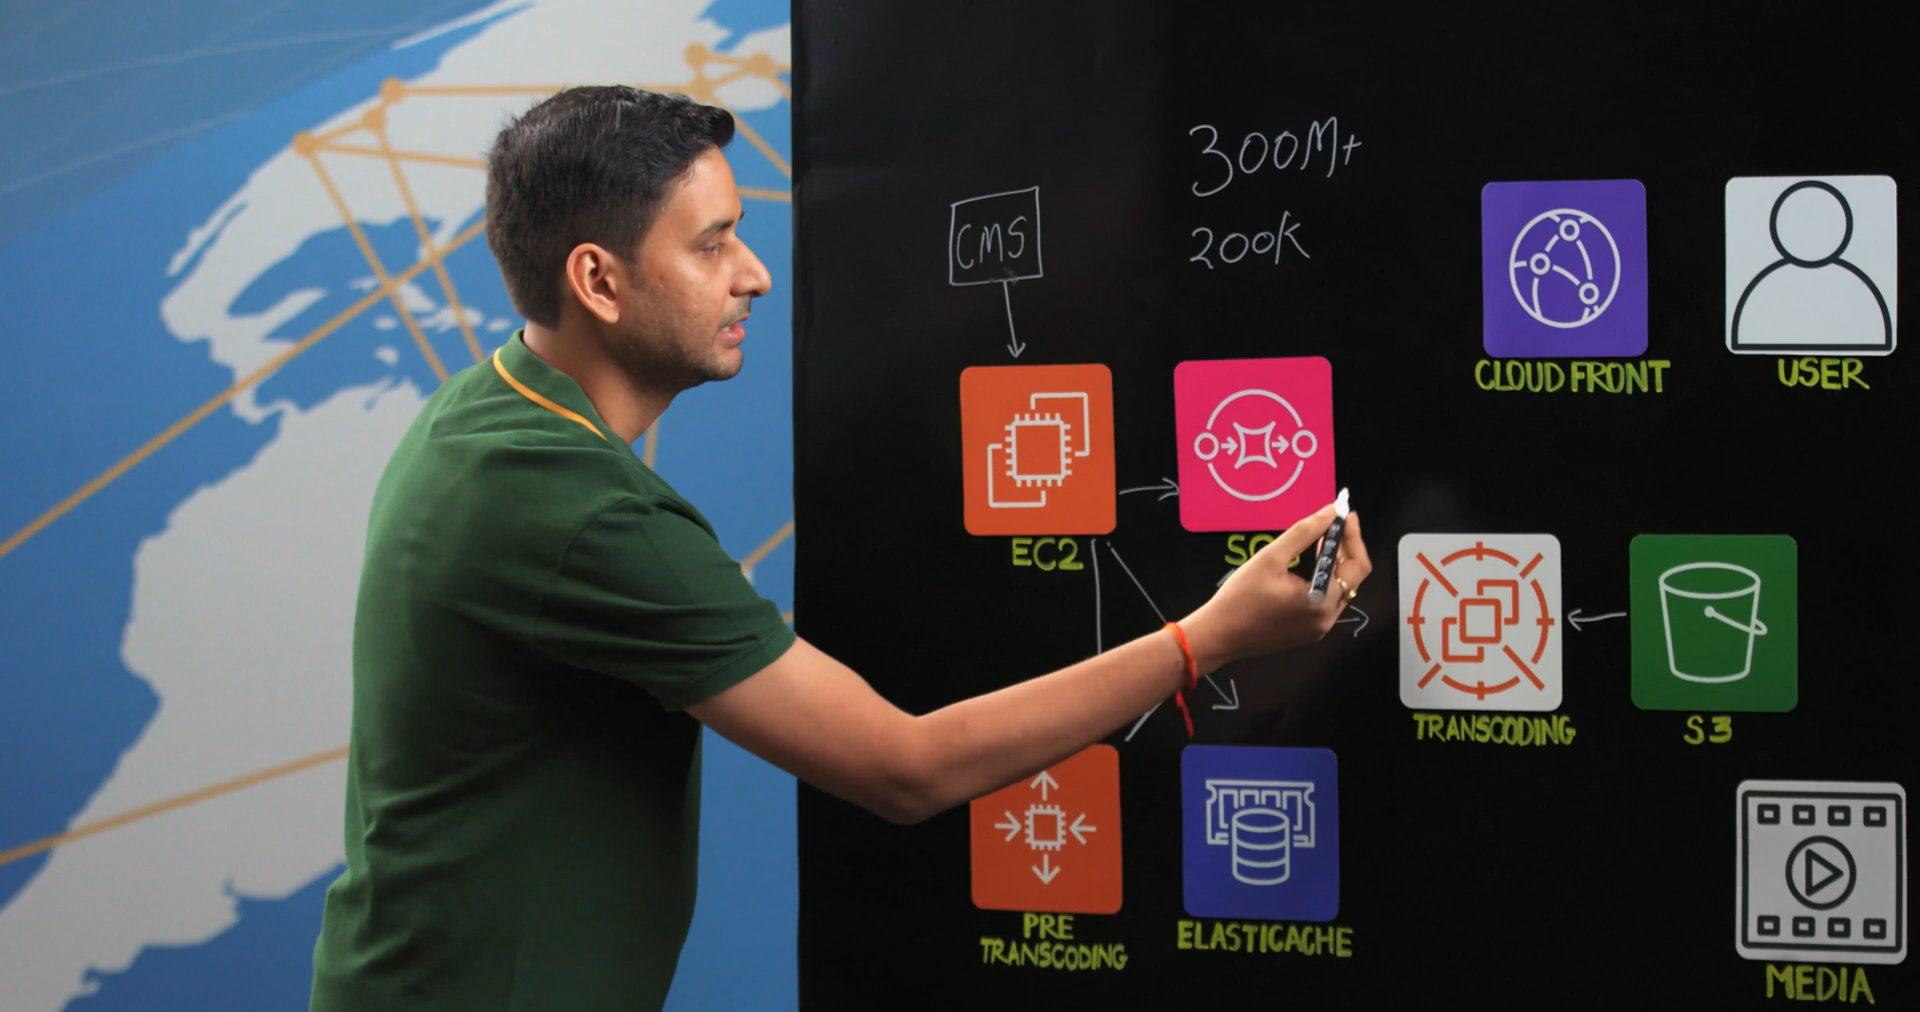 300M+
200K
CMS
CLOUD FRONT
USER
EC2
TRANSCODING
S3
PRE
TRANSCODING
ELASTICACHE
MEDIA